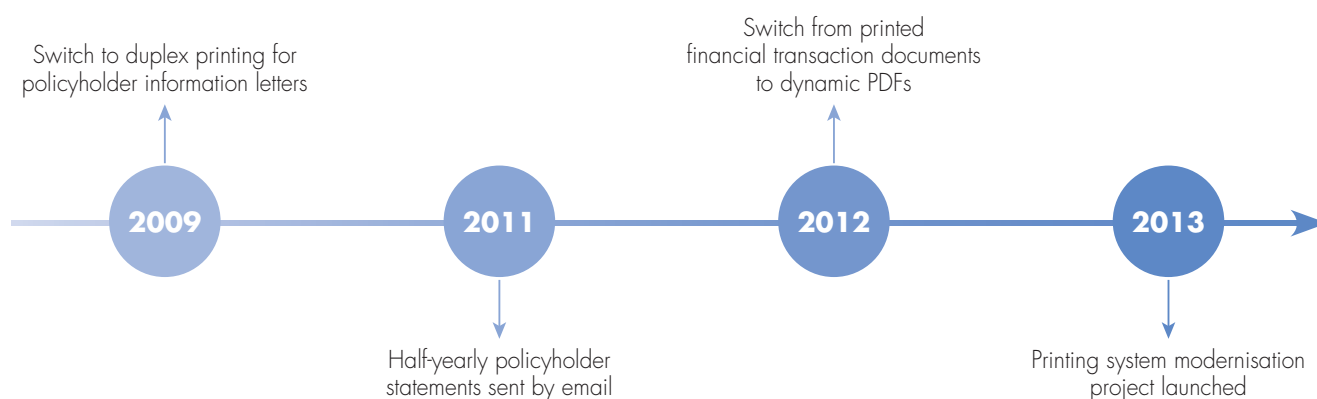 Switch to duplex printing for
policyholder information letters
Switch from printed
financial transaction documents
to dynamic PDFs
2009
2011
2012
2013
Half-yearly policyholder
statements sent by email
Printing system modernisation
project launched